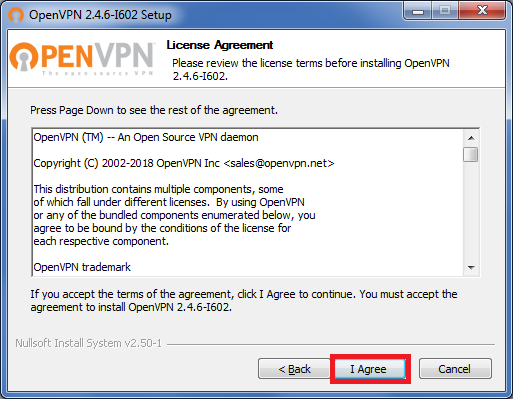 OpenVPN 2.4.6-I602 Setup
OPENVPN
The open source VPN
License Agreement
Please review the license terms before installing OpenVPN
2.4.6-I602.
Press Page Down to see the rest of the agreement.
OpenVPN (TM) -- An Open Source VPN daemon
Copyright (C) 2002-2018 OpenVPN Inc <sales@openvpn.net>
This distribution contains multiple components, some
of which fall under different licenses.  By using OpenVPN
or any of the bundled components enumerated below, you
agree to be bound by the conditions of the license for
each respective component.
OpenVPN trademark
If you accept the terms of the agreement, click I Agree to continue. You must accept the
agreement to install OpenVPN 2.4.6-I602.
Nullsoft Install System v2.50-1
< Back
I Agree
Cancel